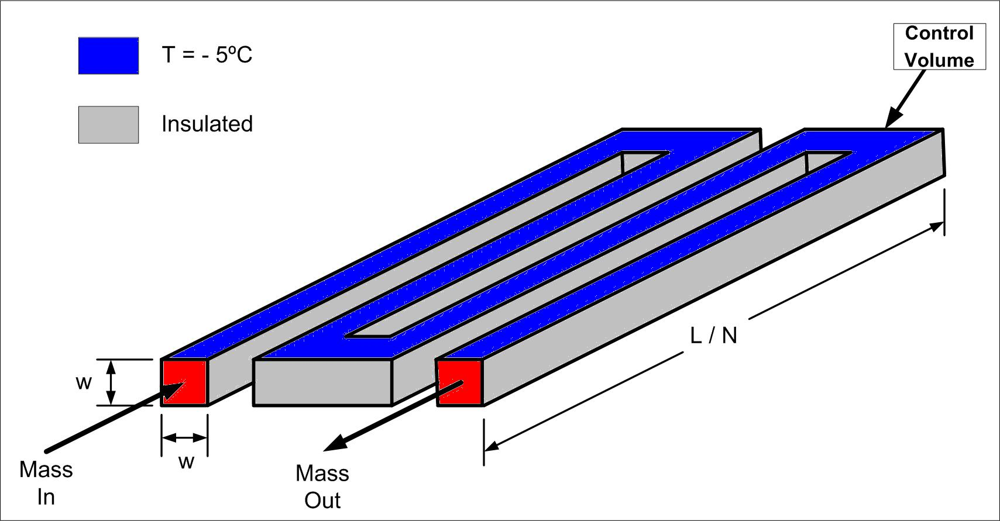 T = - 5ºC
Insulated
Control
Volume
L / N
w
w
Mass
In
Mass
Out